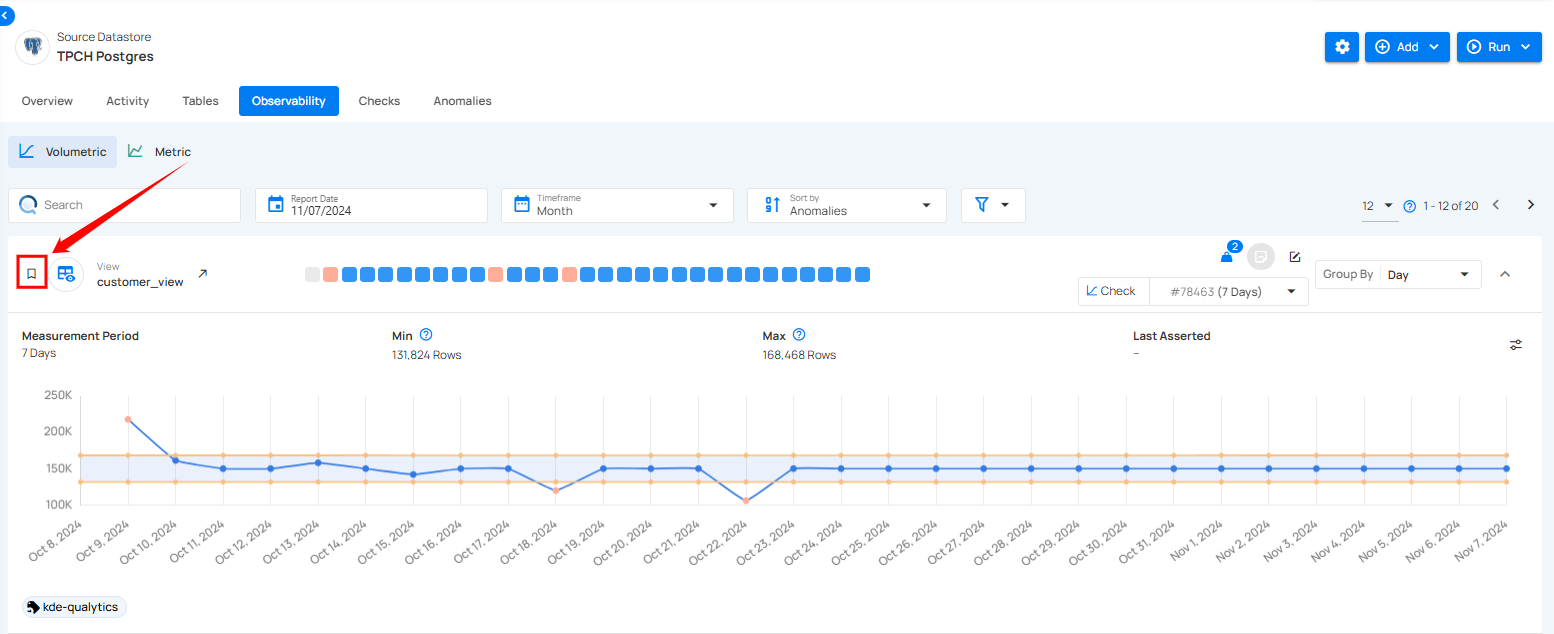 Source Datastore
TPCH Postgres
Add
Run
Overview
Activity
Tables
Observability
Checks
Anomalies
Volumetric
Metric
Search
Report Date
11/07/2024
Timeframe
Month
Sort by
Anomalies
12
1 - 12 of 20
View
customer_view
2
Check
#78463 (7 Days)
Group By
Day
Measurement Period
7 Days
Min
131,824 Rows
Max
168,468 Rows
Last Asserted
–
250K
200K
150K
100K
Oct 8, 2024
Oct 9, 2024
Oct 10, 2024
Oct 11, 2024
Oct 12, 2024
Oct 13, 2024
Oct 14, 2024
Oct 15, 2024
Oct 16, 2024
Oct 17, 2024
Oct 18, 2024
Oct 19, 2024
Oct 20, 2024
Oct 21, 2024
Oct 22, 2024
Oct 23, 2024
Oct 24, 2024
Oct 25, 2024
Oct 26, 2024
Oct 27, 2024
Oct 28, 2024
Oct 29, 2024
Oct 30, 2024
Oct 31, 2024
Nov 1, 2024
Nov 2, 2024
Nov 3, 2024
Nov 4, 2024
Nov 5, 2024
Nov 6, 2024
Nov 7, 2024
kde-qualytics